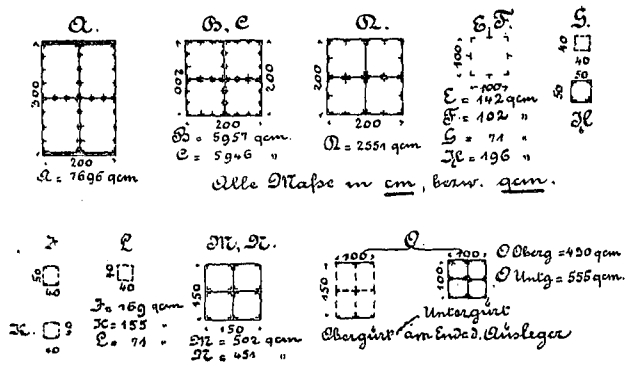 A. B, C D. E, F. G.
300 200 200 200 200 200 100 100 40 40 50 50 H
A = 7696 qcm
B = 5957 qcm.
C = 5946 "
D = 2551 qcm.
E = 142 qcm
F. = 102 "
G = 71 "
H = 196 "
Alle Maße in cm, bezw. qcm.
J L M, N. O.
40 40 150 150 100 150 100 100
K. 40
J = 169 qcm
K = 155 "
L = 71 "
M = 502 qcm
N = 451 "
O Oberg = 490 qcm
O Untg = 555 qcm.
Untergurt
Obergurt am Ende d. Ausleger